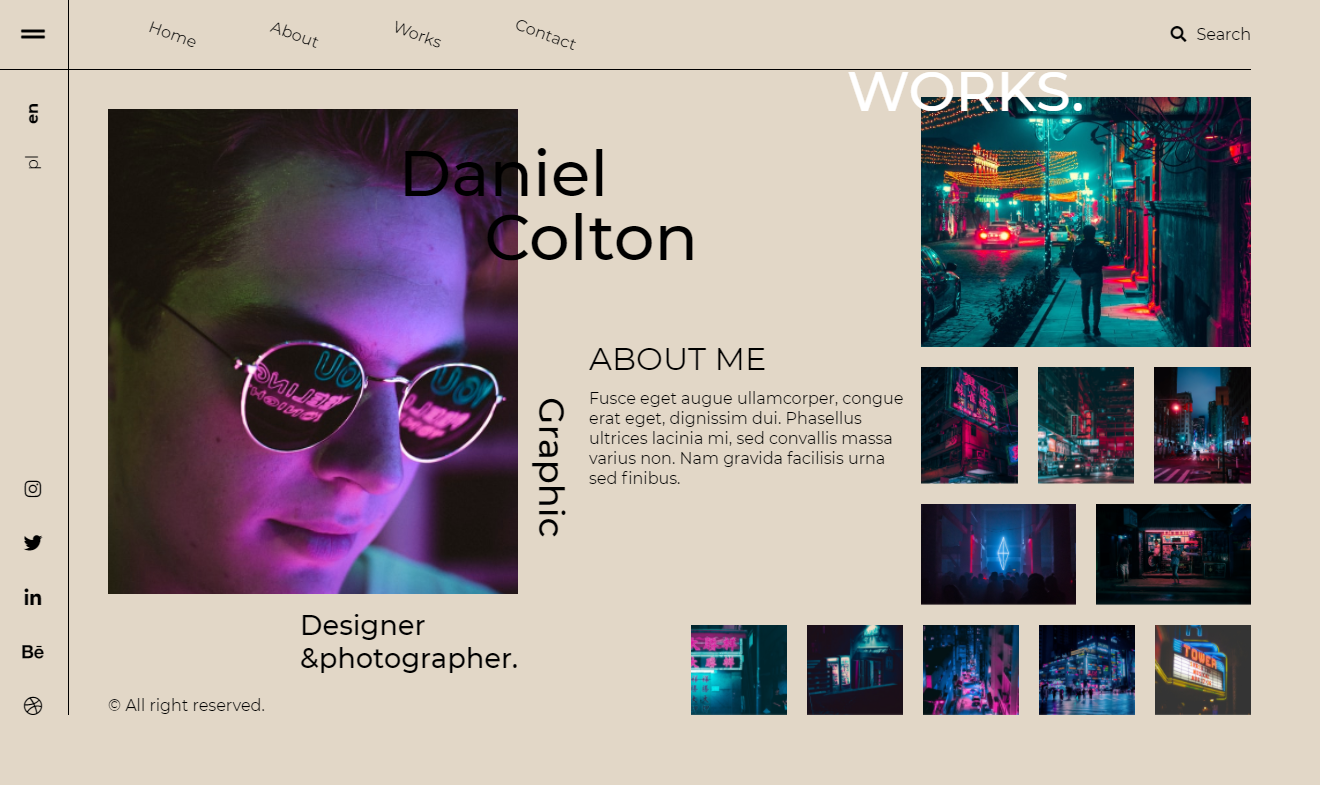 Home
About
Works
Contact
Search
en
pl
WORKS.
Daniel
Colton
ABOUT ME
Fusce eget augue ullamcorper, congue
erat eget, dignissim dui. Phasellus
ultrices lacinia mi, sed convallis massa
varius non. Nam gravida facilisis urna
sed finibus.
Graphic
Designer
&photographer.
in
Bē
© All right reserved.
TOWER